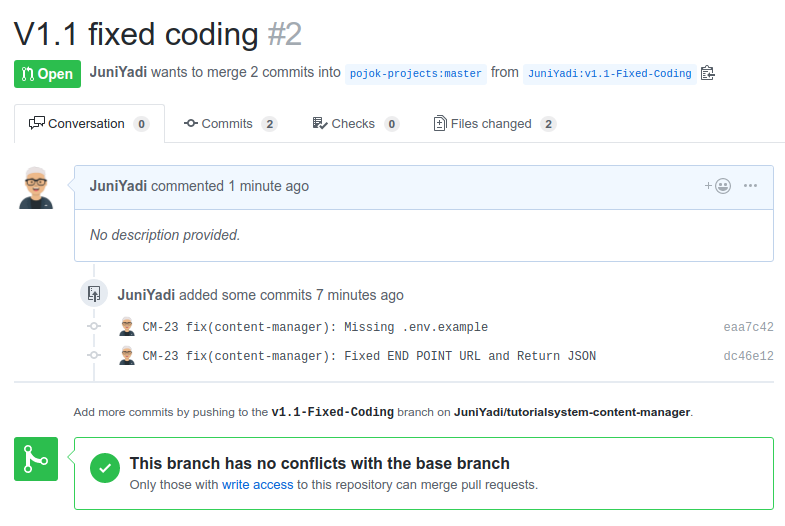 V1.1 fixed coding #2
Open JuniYadi wants to merge 2 commits into pojok-projects:master from JuniYadi:v1.1-Fixed-Coding
Conversation 0 Commits 2 Checks 0 Files changed 2
JuniYadi commented 1 minute ago
No description provided.
JuniYadi added some commits 7 minutes ago
CM-23 fix(content-manager): Missing .env.example eaa7c42
CM-23 fix(content-manager): Fixed END POINT URL and Return JSON dc46e12
Add more commits by pushing to the v1.1-Fixed-Coding branch on JuniYadi/tutorialsystem-content-manager.
This branch has no conflicts with the base branch
Only those with write access to this repository can merge pull requests.